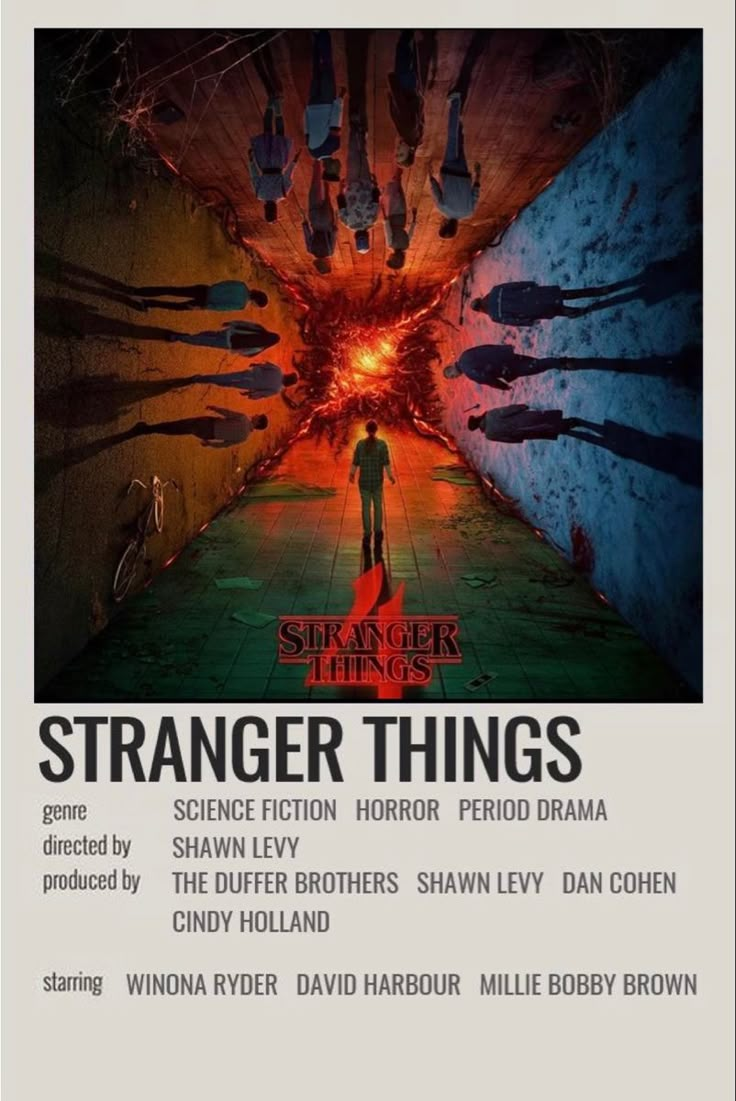 4
STRANGER
THINGS
STRANGER THINGS
genre SCIENCE FICTION HORROR PERIOD DRAMA
directed by SHAWN LEVY
produced by THE DUFFER BROTHERS SHAWN LEVY DAN COHEN
CINDY HOLLAND
starring WINONA RYDER DAVID HARBOUR MILLIE BOBBY BROWN